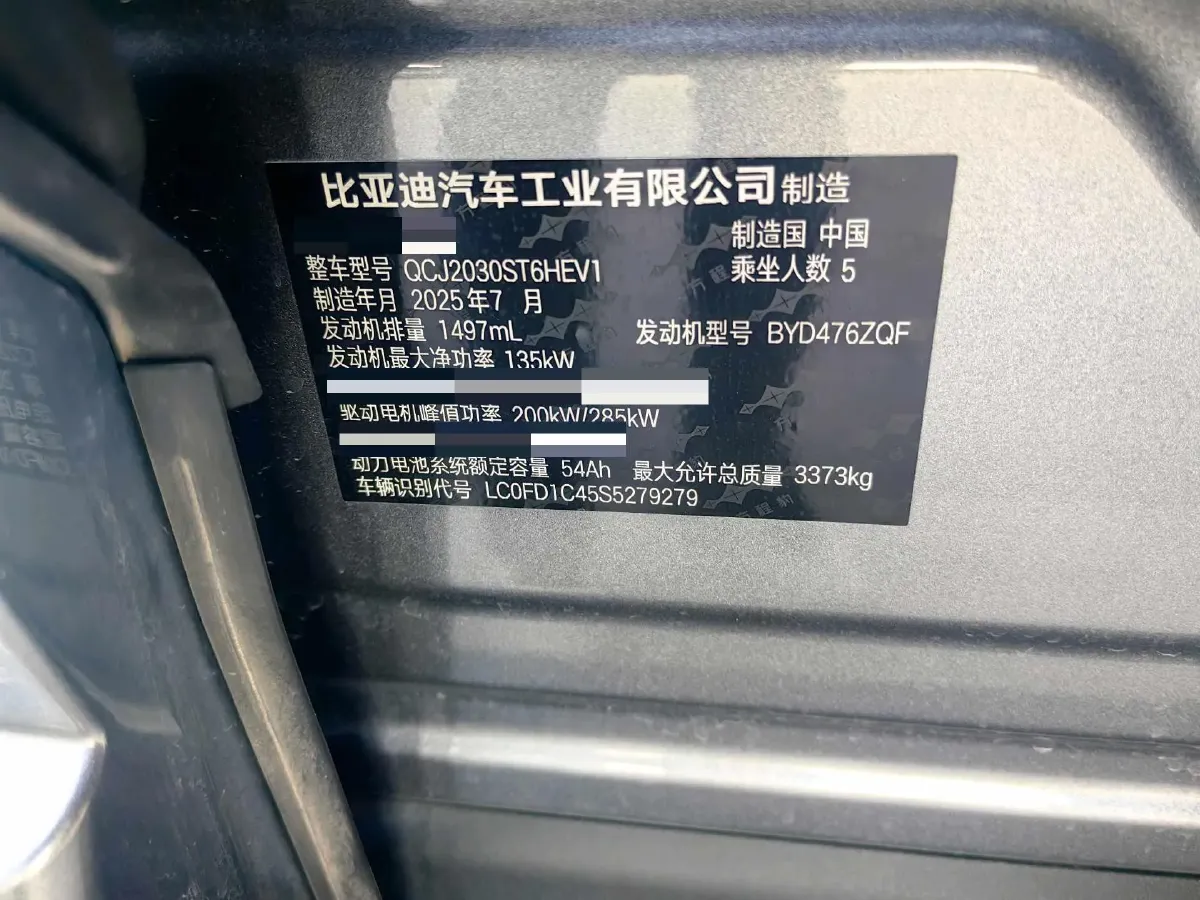 比亚迪汽车工业有限公司制造
制造国 中国
整车型号 QCJ2030ST6HEV1 乘坐人数 5
制造年月 2025年7 月
发动机排量 1497mL 发动机型号 BYD476ZQF
发动机最大净功率 135kW
驱动电机峰值功率 200kW/285kW
动力电池系统额定容量 54Ah 最大允许总质量 3373kg
车辆识别代号 LC0FD1C45S5279279